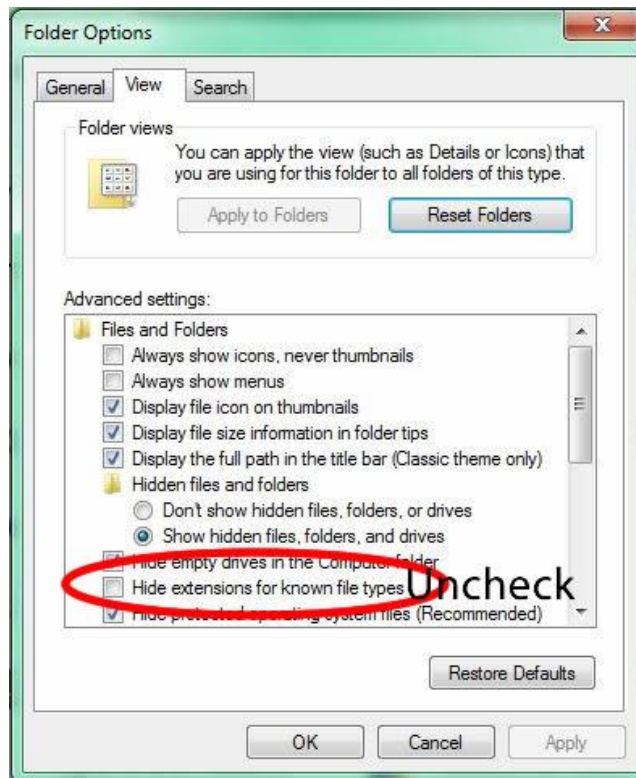 Folder Options
General View Search
Folder views
You can apply the view (such as Details or Icons) that
you are using for this folder to all folders of this type.
Apply to Folders Reset Folders
Advanced settings:
Files and Folders
Always show icons, never thumbnails
Always show menus
Display file icon on thumbnails
Display file size information in folder tips
Display the full path in the title bar (Classic theme only)
Hidden files and folders
Don't show hidden files, folders, or drives
Show hidden files, folders, and drives
Hide empty drives in the Computer folder
Hide extensions for known file types Uncheck
Hide protected operating system files (Recommended)
Restore Defaults
OK Cancel Apply